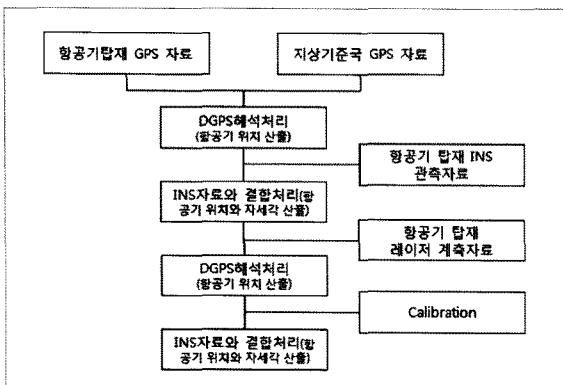 항공기탑재 GPS 자료
지상기준국 GPS 자료
DGPS해석처리
(항공기 위치 산출)
항공기 탑재 INS
관측자료
INS자료와 결합처리(항
공기 위치와 자세각 산출)
항공기 탑재
레이저 계측자료
DGPS해석처리
(항공기 위치 산출)
Calibration
INS자료와 결합처리(항
공기 위치와 자세각 산출)